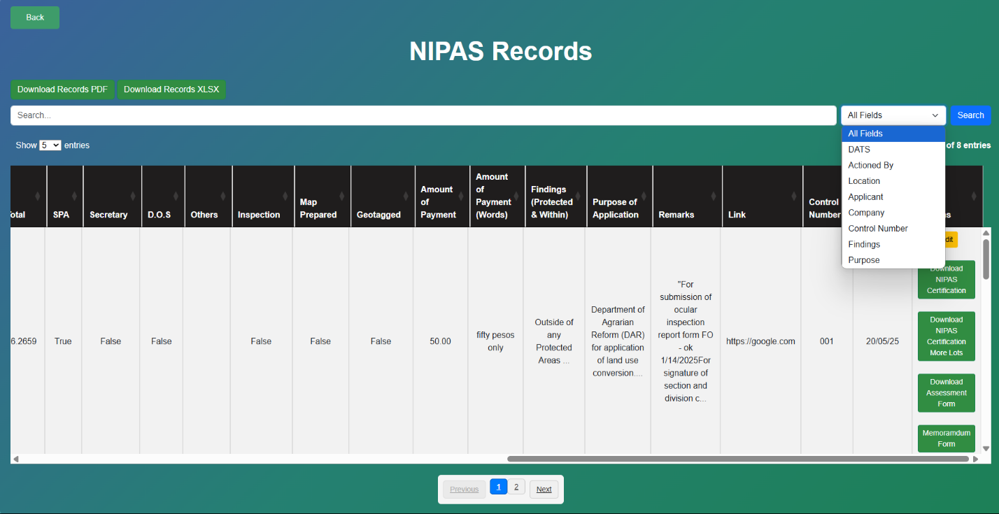 Back
NIPAS Records
Download Records PDF Download Records XLSX
Search... All Fields Search
All Fields
DATS
Actioned By
Location
Applicant
Company
Control Number
Findings
Purpose
Show 5 entries of 8 entries
otal SPA Secretary D.O.S Others Inspection
Map
Prepared
Geotagged
Amount
of
Payment
Amount
of
Payment
(Words)
Findings
(Protected
& Within)
Purpose of
Application
Remarks Link
Control
Number
s
6.2659 True False False False False False 50.00
fifty pesos
only
Outside of
any
Protected
Areas ...
Department of
Agrarian
Reform (DAR)
for application
of land use
conversion....
"For
submission of
ocular
inspection
report form FO
- ok
1/14/2025For
signature of
section and
division c...
https://google.com 001 20/05/25
dit
Download
NIPAS
Certification
Download
NIPAS
Certification
More Lots
Download
Assessment
Form
Memoramdum
Form
Previous 1 2 Next